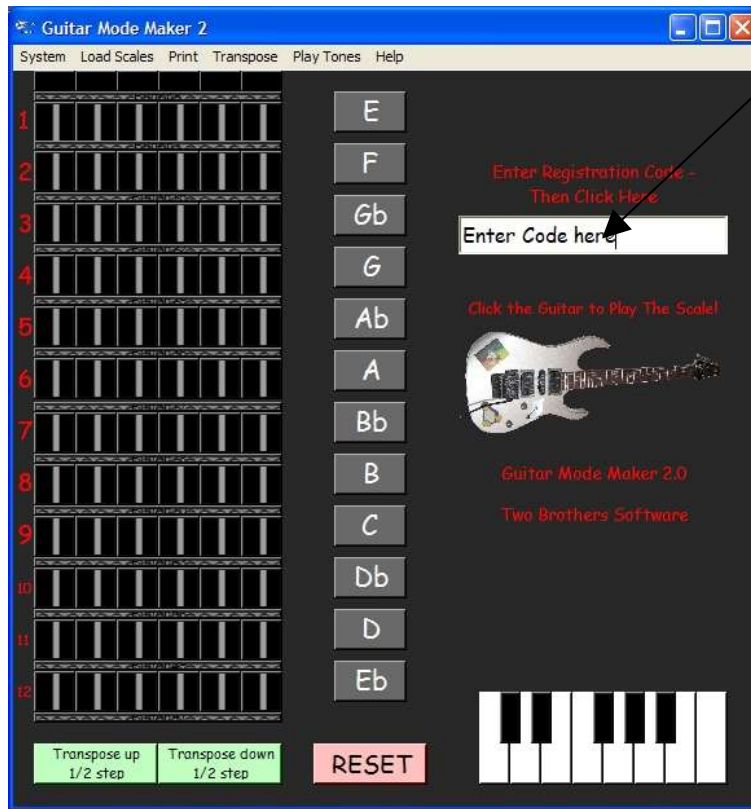 Guitar Mode Maker 2
System Load Scales Print Transpose Play Tones Help
1
2
3
4
5
6
7
8
9
10
11
12
E
F
Gb
G
Ab
A
Bb
B
C
Db
D
Eb
Enter Registration Code -
Then Click Here
Enter Code here
Click the Guitar to Play The Scale!
Guitar Mode Maker 2.0
Two Brothers Software
Transpose up
1/2 step
Transpose down
1/2 step
RESET